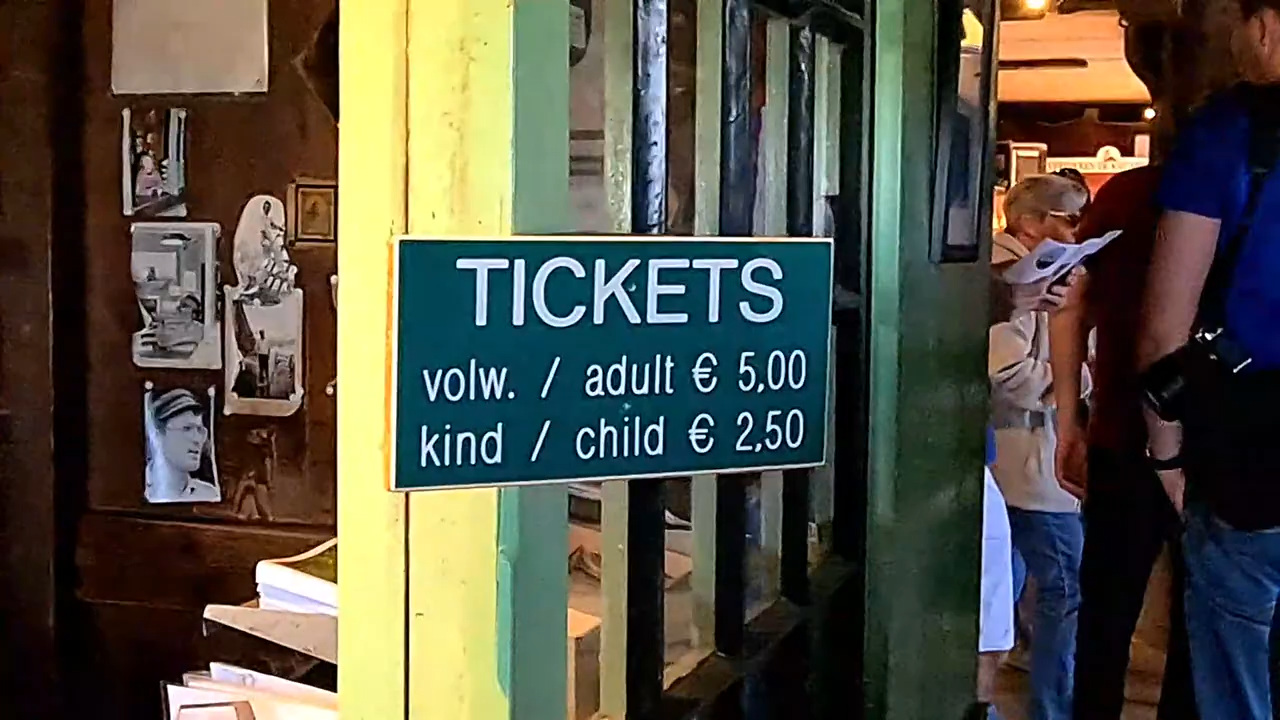 TICKETS
volw. / adult € 5,00
kind / child € 2,50